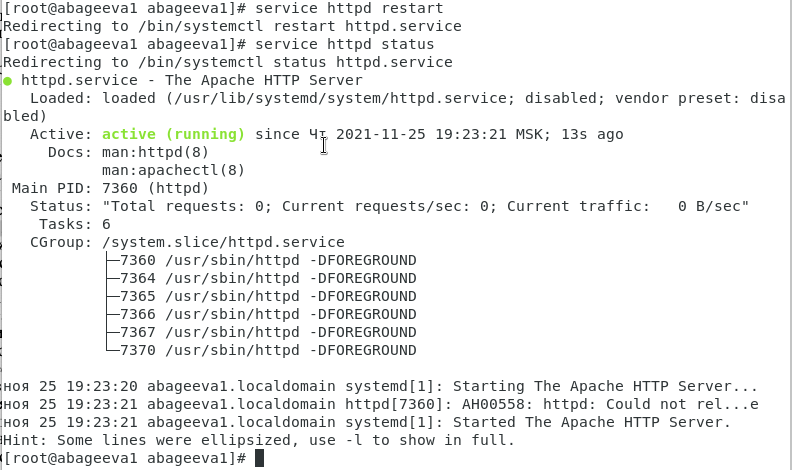 [root@abageeva1 abageeva1]# service httpd restart
Redirecting to /bin/systemctl restart httpd.service
[root@abageeva1 abageeva1]# service httpd status
Redirecting to /bin/systemctl status httpd.service
● httpd.service - The Apache HTTP Server
   Loaded: loaded (/usr/lib/systemd/system/httpd.service; disabled; vendor preset: disa
bled)
   Active: active (running) since Чт 2021-11-25 19:23:21 MSK; 13s ago
     Docs: man:httpd(8)
           man:apachectl(8)
 Main PID: 7360 (httpd)
   Status: "Total requests: 0; Current requests/sec: 0; Current traffic:   0 B/sec"
    Tasks: 6
   CGroup: /system.slice/httpd.service
           ├─7360 /usr/sbin/httpd -DFOREGROUND
           ├─7364 /usr/sbin/httpd -DFOREGROUND
           ├─7365 /usr/sbin/httpd -DFOREGROUND
           ├─7366 /usr/sbin/httpd -DFOREGROUND
           ├─7367 /usr/sbin/httpd -DFOREGROUND
           └─7370 /usr/sbin/httpd -DFOREGROUND

ноя 25 19:23:20 abageeva1.localdomain systemd[1]: Starting The Apache HTTP Server...
ноя 25 19:23:21 abageeva1.localdomain httpd[7360]: AH00558: httpd: Could not rel...e
ноя 25 19:23:21 abageeva1.localdomain systemd[1]: Started The Apache HTTP Server.
Hint: Some lines were ellipsized, use -l to show in full.
[root@abageeva1 abageeva1]#